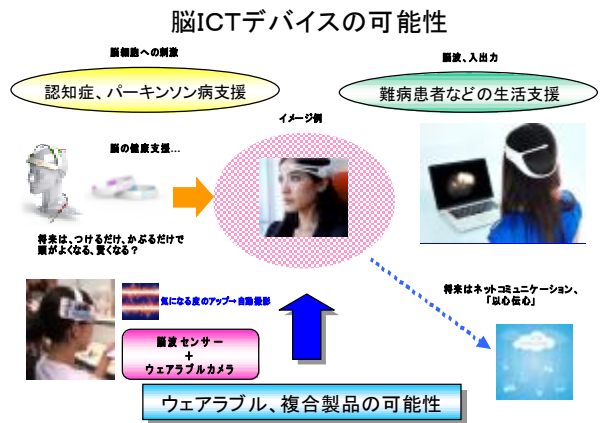 脳ICTデバイスの可能性
脳細胞への刺激
脳波、入出力
認知症、パーキンソン病支援
難病患者などの生活支援
イメージ例
脳の健康支援…
将来は、つけるだけ、かぶるだけで
頭がよくなる、賢くなる？
将来はネットコミュニケーション、
「以心伝心」
気になる度のアップ→自動撮影
脳波センサー
+
ウェアラブルカメラ
ウェアラブル、複合製品の可能性